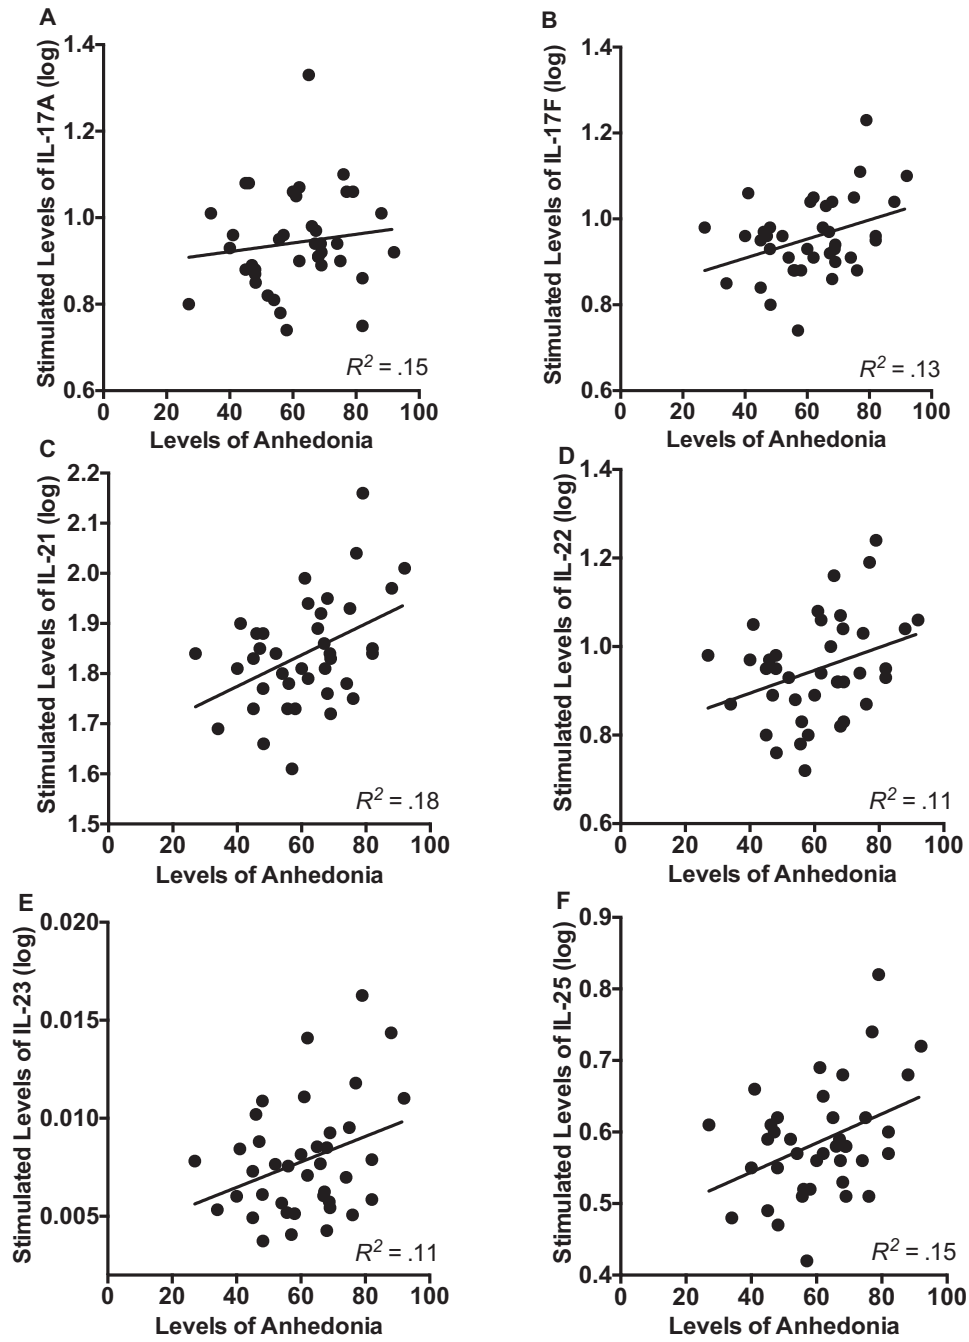 A
Stimulated Levels of IL-17A (log)
1.4
1.2
1.0
0.8
0.6
R² = .15
0 20 40 60 80 100
Levels of Anhedonia
B
Stimulated Levels of IL-17F (log)
1.4
1.2
1.0
0.8
0.6
R² = .13
0 20 40 60 80 100
Levels of Anhedonia
C
Stimulated Levels of IL-21 (log)
2.2
2.1
2.0
1.9
1.8
1.7
1.6
1.5
R² = .18
0 20 40 60 80 100
Levels of Anhedonia
D
Stimulated Levels of IL-22 (log)
1.4
1.2
1.0
0.8
0.6
R² = .11
0 20 40 60 80 100
Levels of Anhedonia
E
Stimulated Levels of IL-23 (log)
0.020
0.015
0.010
0.005
R² = .11
0 20 40 60 80 100
Levels of Anhedonia
F
Stimulated Levels of IL-25 (log)
0.9
0.8
0.7
0.6
0.5
0.4
R² = .15
0 20 40 60 80 100
Levels of Anhedonia